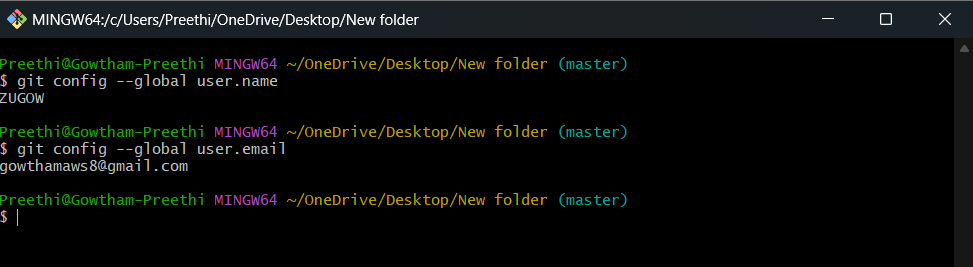 MINGW64:/c/Users/Preethi/OneDrive/Desktop/New folder
Preethi@Gowtham-Preethi MINGW64 ~/OneDrive/Desktop/New folder (master)
$ git config --global user.name
ZUGOW
Preethi@Gowtham-Preethi MINGW64 ~/OneDrive/Desktop/New folder (master)
$ git config --global user.email
gowthamaws8@gmail.com
Preethi@Gowtham-Preethi MINGW64 ~/OneDrive/Desktop/New folder (master)
$